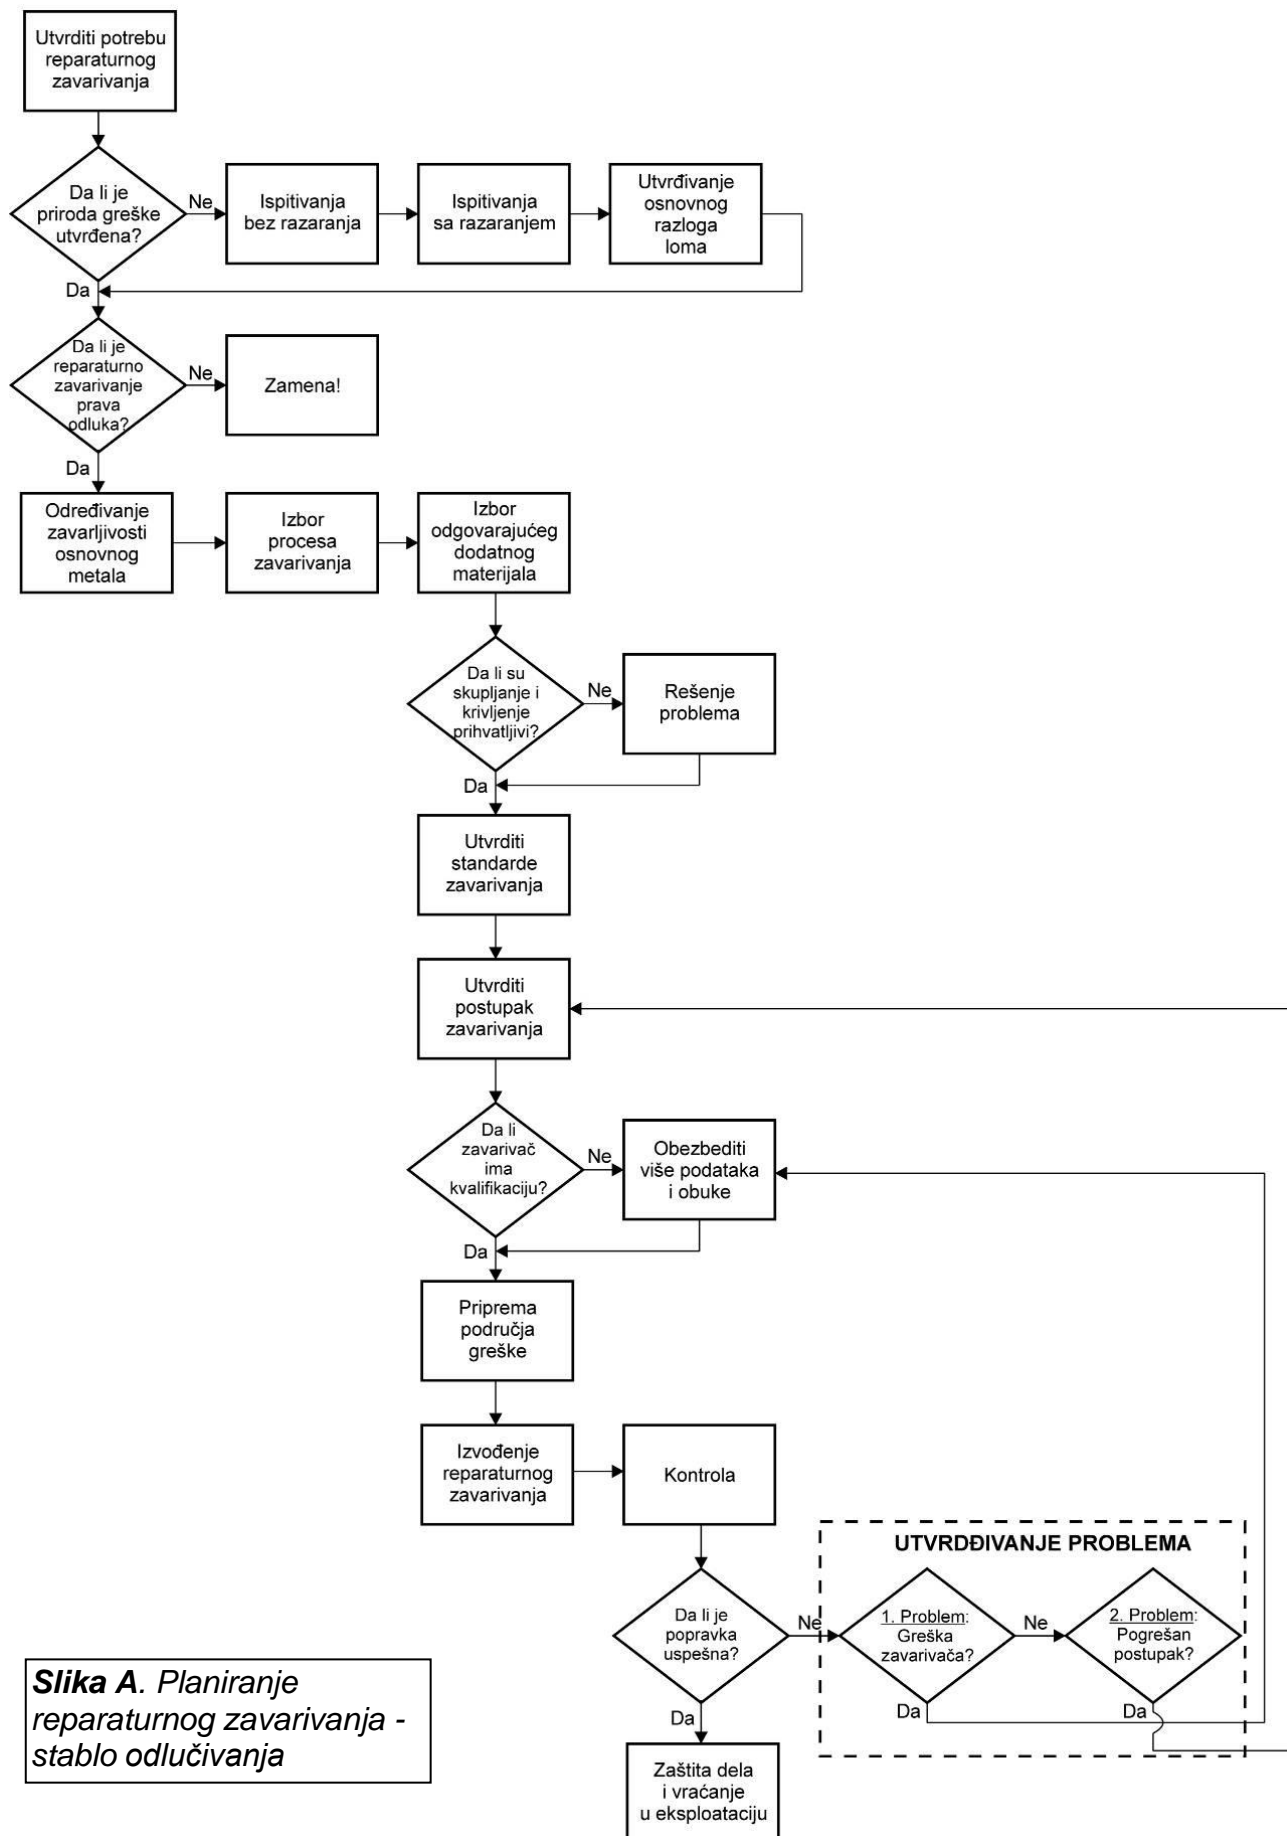 Utvrditi potrebu
reparaturnog
zavarivanja
Da li je
priroda greške
utvrđena?
Ne
Ispitivanja
bez razaranja
Ispitivanja
sa razaranjem
Utvrđivanje
osnovnog
razloga
loma
Da
Da li je
reparaturno
zavarivanje
prava
odluka?
Ne
Zamena!
Da
Određivanje
zavarljivosti
osnovnog
metala
Izbor
procesa
zavarivanja
Izbor
odgovarajućeg
dodatnog
materijala
Da li su
skupljanje i
krivljenje
prihvatljivi?
Ne
Rešenje
problema
Da
Utvrditi
standarde
zavarivanja
Utvrditi
postupak
zavarivanja
Da li
zavarivač
ima
kvalifikaciju?
Ne
Obezbediti
više podataka
i obuke
Da
Priprema
područja
greške
Izvođenje
reparaturnog
zavarivanja
Kontrola
UTVRDĐIVANJE PROBLEMA
Da li je
popravka
uspešna?
Ne
1. Problem:
Greška
zavarivača?
Ne
2. Problem:
Pogrešan
postupak?
Da
Da
Da
Zaštita dela
i vraćanje
u eksploataciju
Slika A. Planiranje
reparaturnog zavarivanja -
stablo odlučivanja